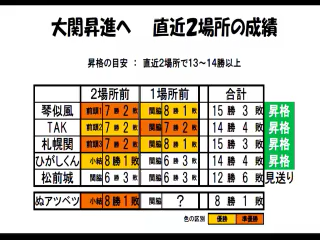 大関昇進へ　直近2場所の成績
昇格の目安 ： 直近2場所で13～14勝以上
2場所前 1場所前 合計
琴似風 前頭1 7勝2敗 関脇 8勝1敗 15勝3敗 昇格
TAK 前頭2 7勝2敗 関脇 7勝2敗 14勝4敗 昇格
札幌関 前頭3 7勝2敗 関脇 8勝1敗 15勝3敗 昇格
ひがしくん 小結 8勝1敗 関脇 6勝3敗 14勝4敗 昇格
松前城 関脇 6勝3敗 関脇 6勝3敗 12勝6敗 見送り
ぬアツベツ 小結 8勝1敗 関脇 ? 8勝1敗
色の区別 優勝 準優勝